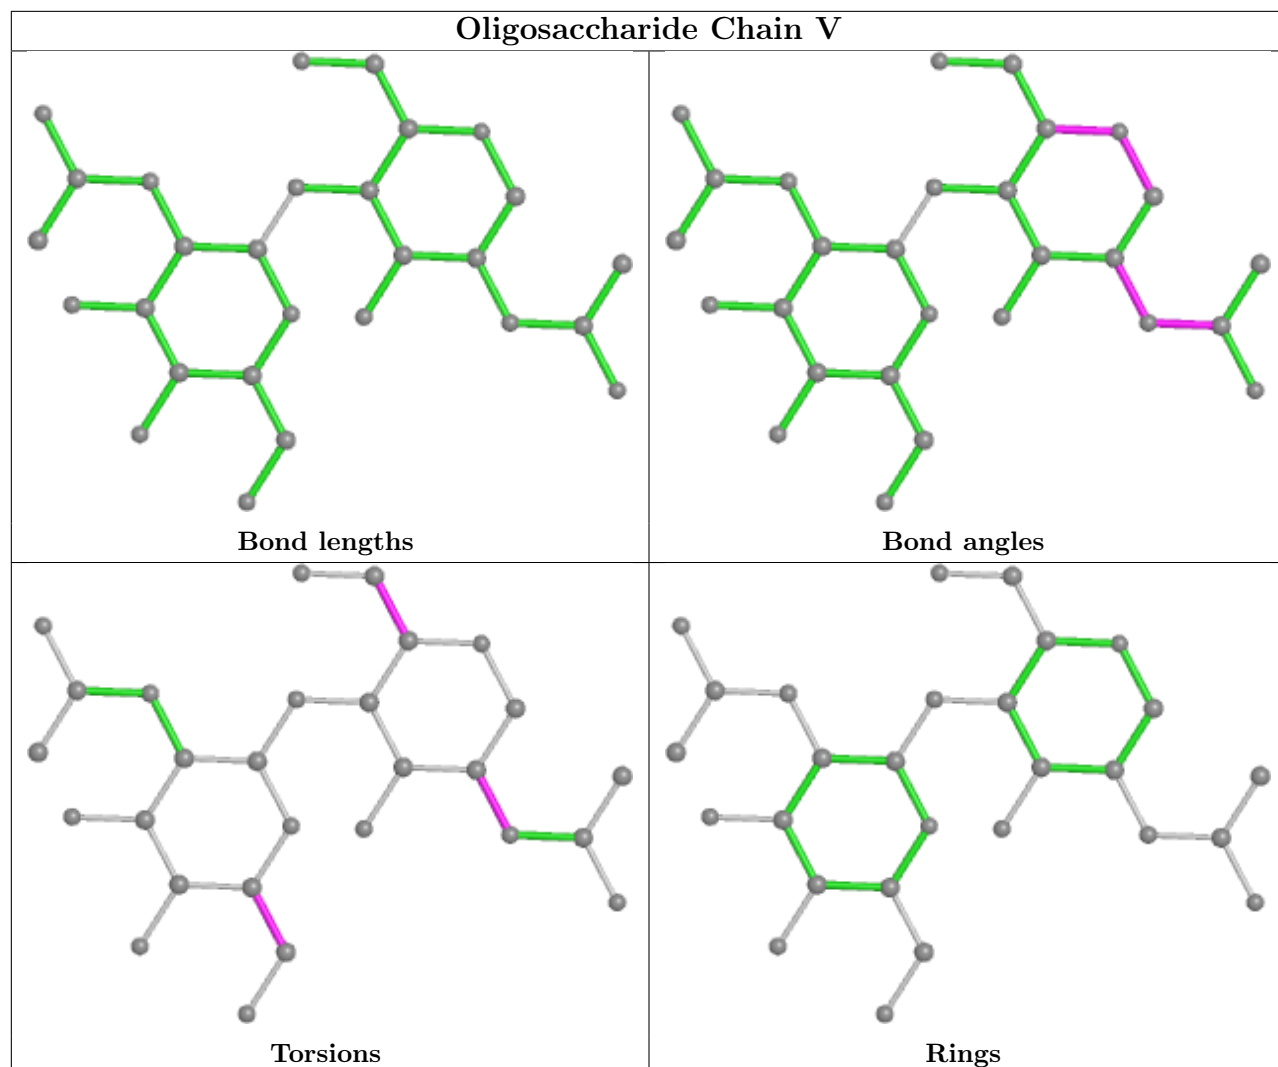 Oligosaccharide Chain V
Bond lengths
Bond angles
Torsions
Rings